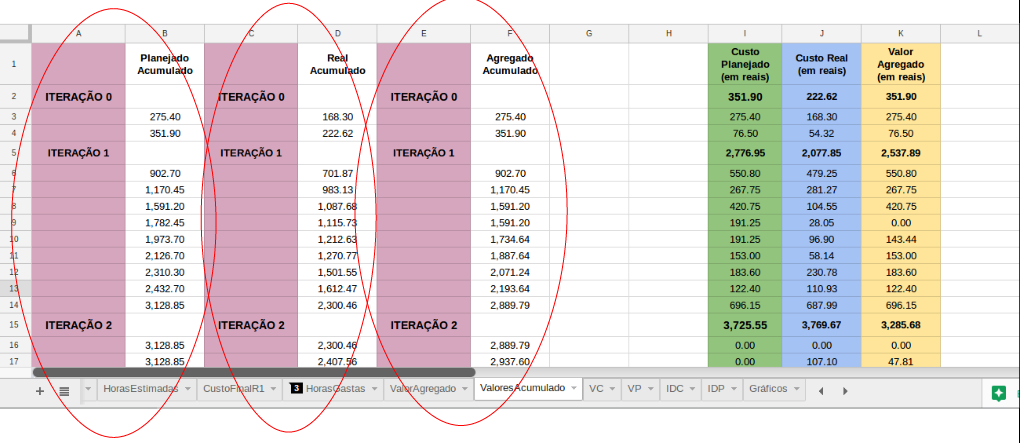 A B C D E F G H I J K L
1 Planejado Acumulado Real Acumulado Agregado Acumulado Custo Planejado (em reais) Custo Real (em reais) Valor Agregado (em reais)
2 ITERAÇÃO 0 ITERAÇÃO 0 ITERAÇÃO 0 351.90 222.62 351.90
3 275.40 168.30 275.40 275.40 168.30 275.40
4 351.90 222.62 351.90 76.50 54.32 76.50
5 ITERAÇÃO 1 ITERAÇÃO 1 ITERAÇÃO 1 2,776.95 2,077.85 2,537.89
6 902.70 701.87 902.70 550.80 479.25 550.80
7 1,170.45 983.13 1,170.45 267.75 281.27 267.75
8 1,591.20 1,087.68 1,591.20 420.75 104.55 420.75
9 1,782.45 1,115.73 1,591.20 191.25 28.05 0.00
10 1,973.70 1,212.63 1,734.64 191.25 96.90 143.44
11 2,126.70 1,270.77 1,887.64 153.00 58.14 153.00
12 2,310.30 1,501.55 2,071.24 183.60 230.78 183.60
13 2,432.70 1,612.47 2,193.64 122.40 110.93 122.40
14 3,128.85 2,300.46 2,889.79 696.15 687.99 696.15
15 ITERAÇÃO 2 ITERAÇÃO 2 ITERAÇÃO 2 3,725.55 3,769.67 3,285.68
16 3,128.85 2,300.46 2,889.79 0.00 0.00 0.00
17 3,128.85 2,407.56 2,937.60 0.00 107.10 47.81
HorasEstimadas CustoFinalR1 3 HorasGastas ValorAgregado ValoresAcumulado VC VP IDC IDP Gráficos